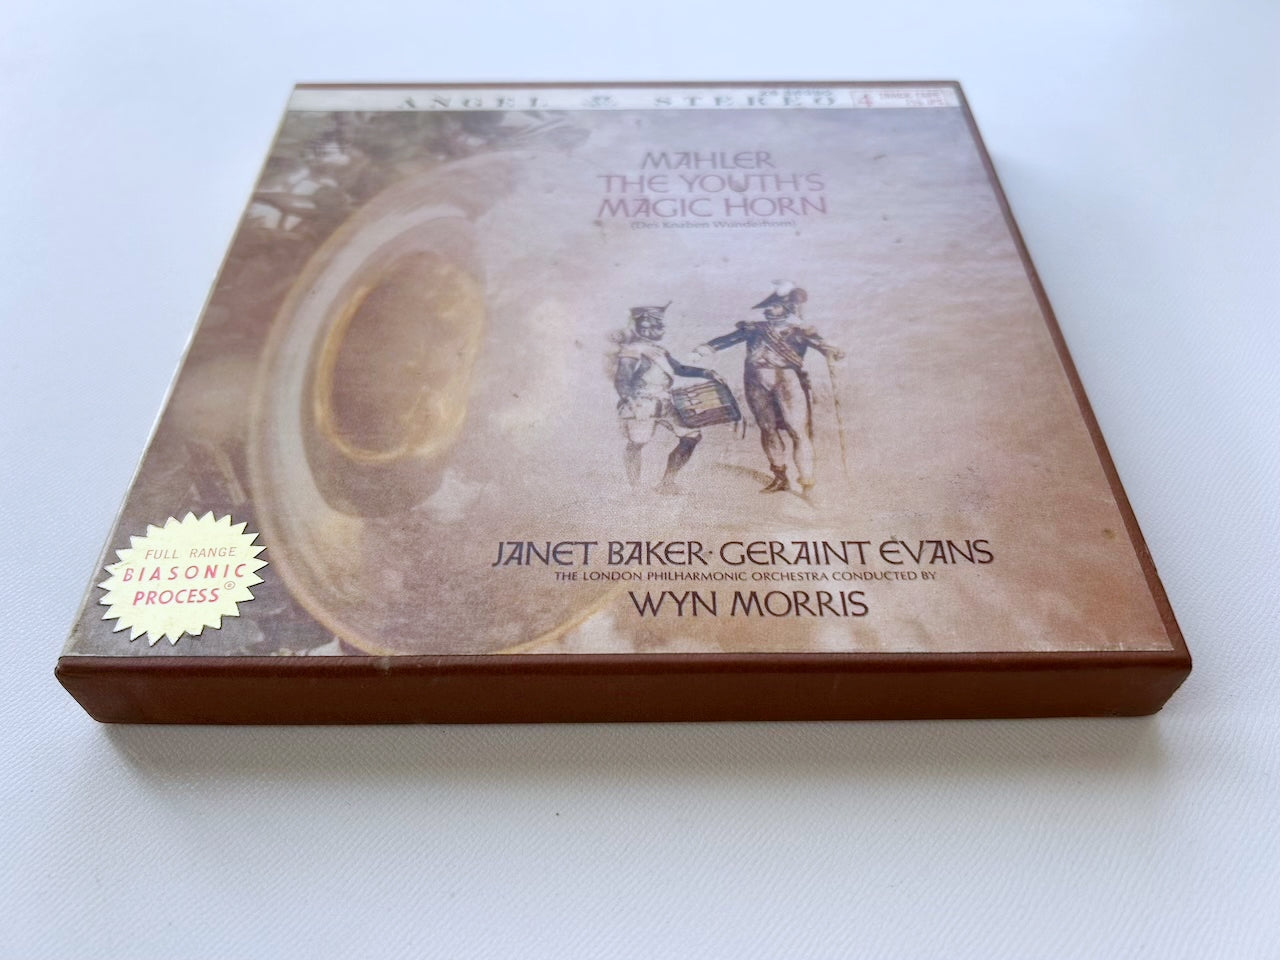 ANGEL STEREO
4
MAHLER
THE YOUTH'S
MAGIC HORN
(Des Knaben Wunderhorn)
JANET BAKER·GERAINT EVANS
THE LONDON PHILHARMONIC ORCHESTRA CONDUCTED BY
WYN MORRIS
FULL RANGE
BIASONIC
PROCESS®